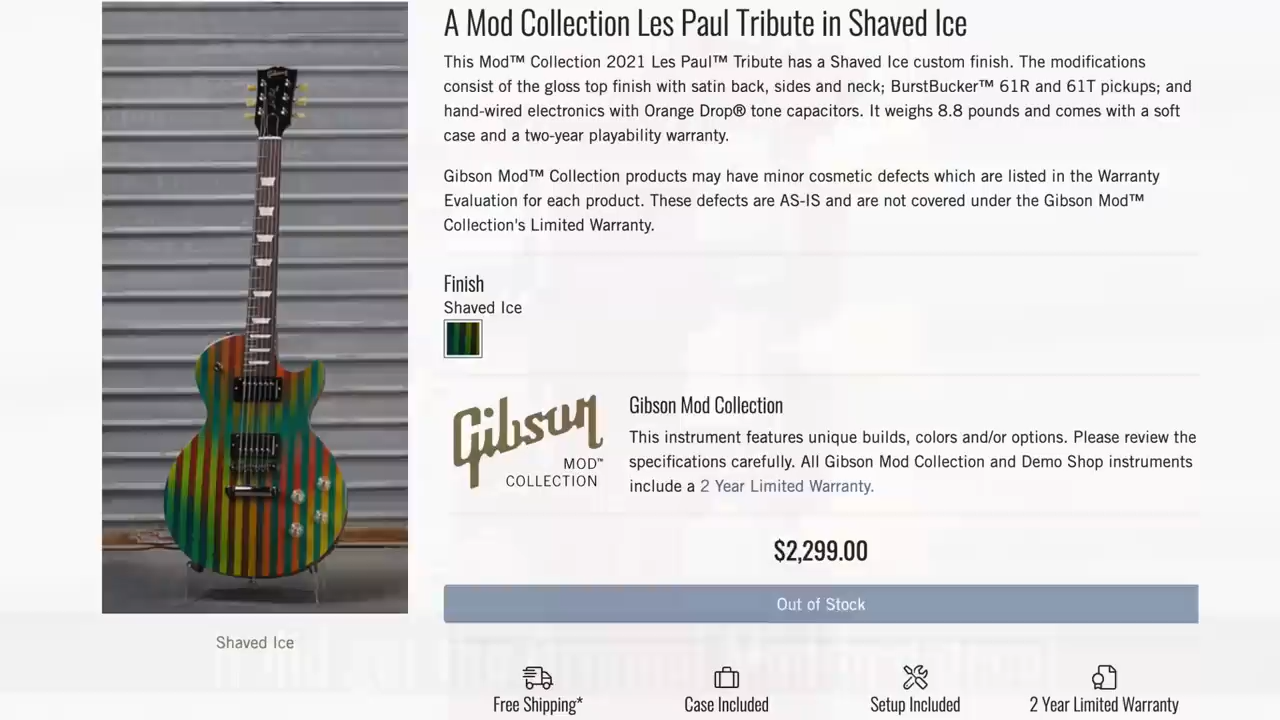 A Mod Collection Les Paul Tribute in Shaved Ice
This Mod™ Collection 2021 Les Paul™ Tribute has a Shaved Ice custom finish. The modifications
consist of the gloss top finish with satin back, sides and neck; BurstBucker™ 61R and 61T pickups; and
hand-wired electronics with Orange Drop® tone capacitors. It weighs 8.8 pounds and comes with a soft
case and a two-year playability warranty.
Gibson Mod™ Collection products may have minor cosmetic defects which are listed in the Warranty
Evaluation for each product. These defects are AS-IS and are not covered under the Gibson Mod™
Collection's Limited Warranty.
Finish
Shaved Ice
Gibson
MOD™
COLLECTION
Gibson Mod Collection
This instrument features unique builds, colors and/or options. Please review the
specifications carefully. All Gibson Mod Collection and Demo Shop instruments
include a 2 Year Limited Warranty.
$2,299.00
Out of Stock
Shaved Ice
Free Shipping*
Case Included
Setup Included
2 Year Limited Warranty
Gibson